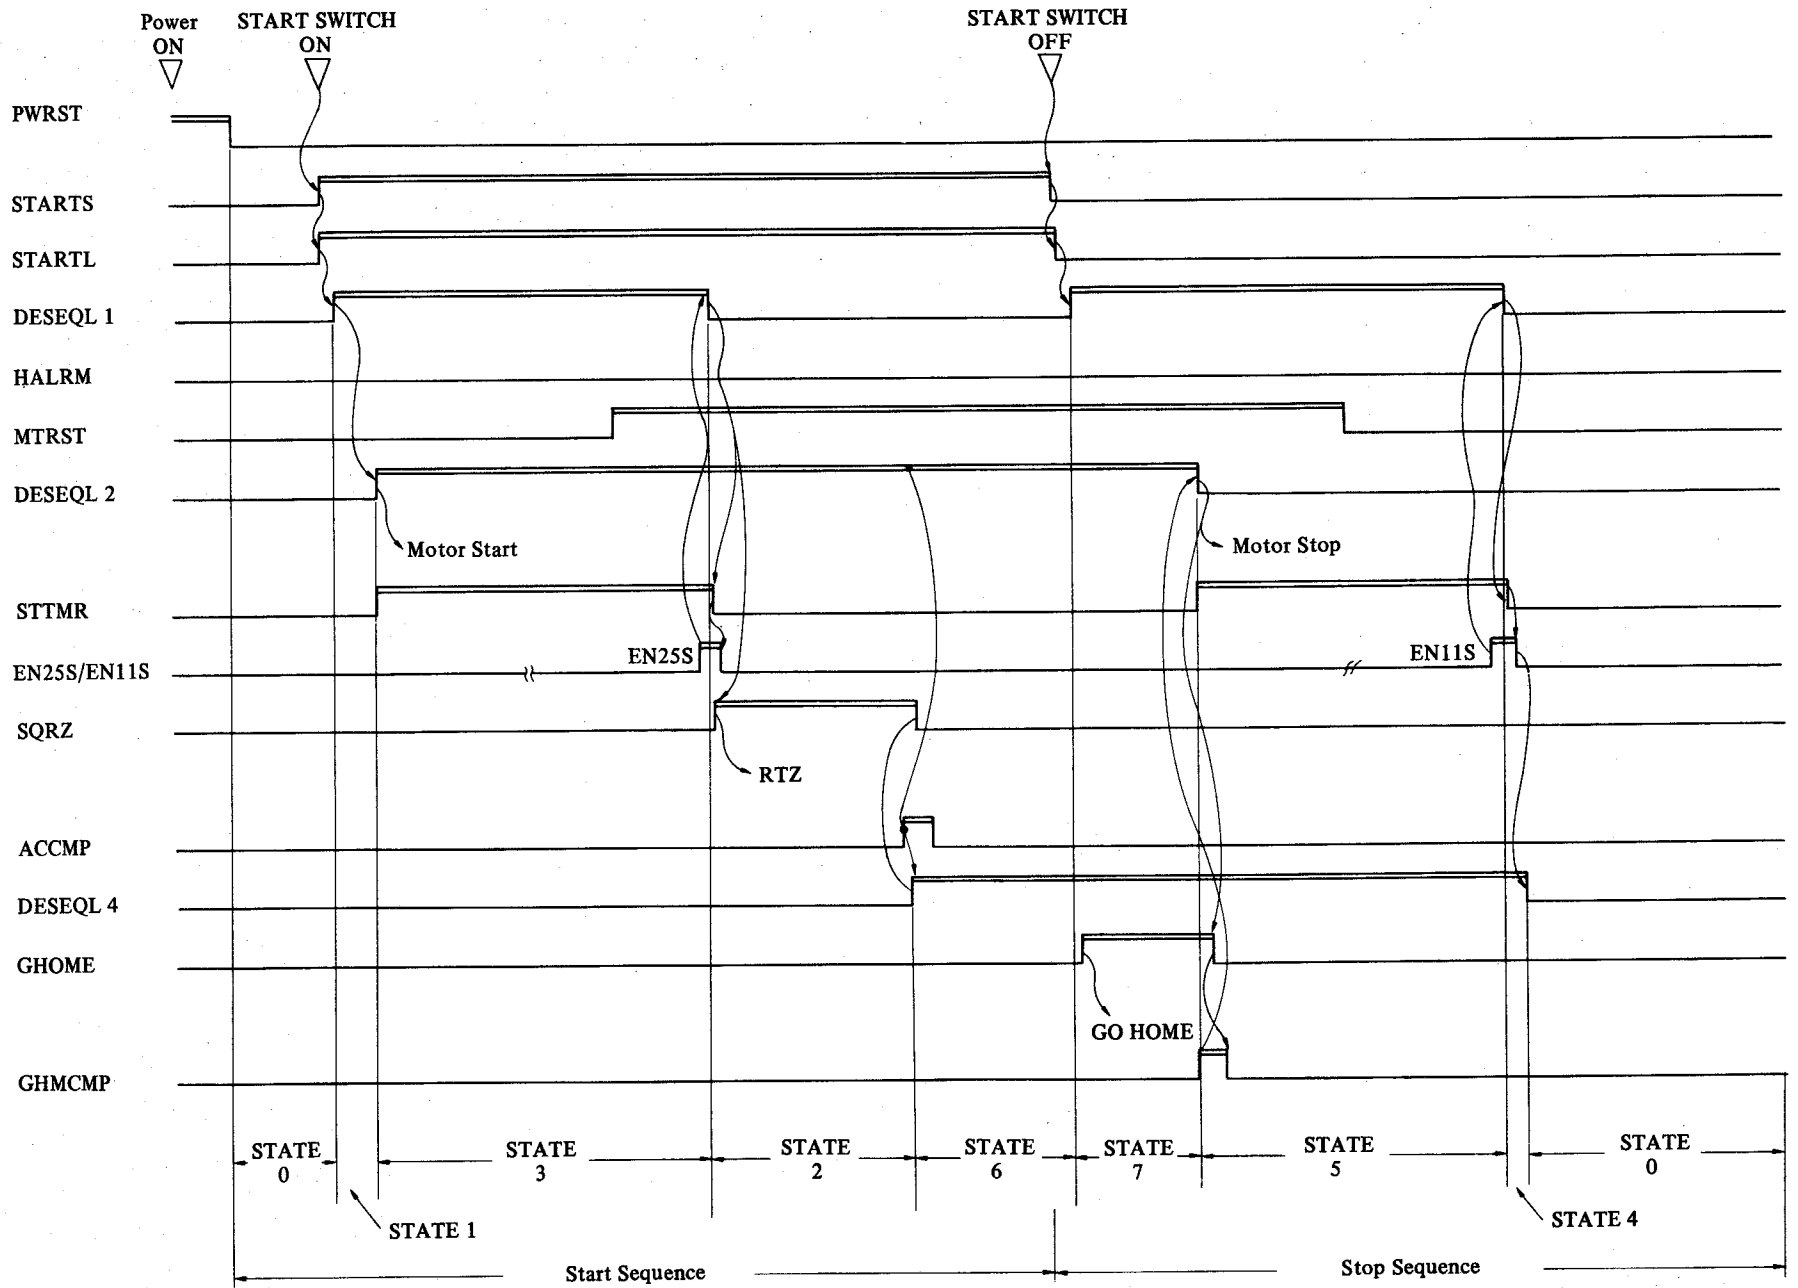 Power
ON
START SWITCH
ON
START SWITCH
OFF
PWRST
STARTS
STARTL
DESEQL 1
HALRM
MTRST
DESEQL 2
Motor Start
Motor Stop
STTMR
EN25S
EN11S
EN25S/EN11S
SQRZ
RTZ
ACCMP
DESEQL 4
GHOME
GO HOME
GHMCMP
STATE
0
STATE
3
STATE
2
STATE
6
STATE
7
STATE
5
STATE
0
STATE 1
STATE 4
Start Sequence
Stop Sequence